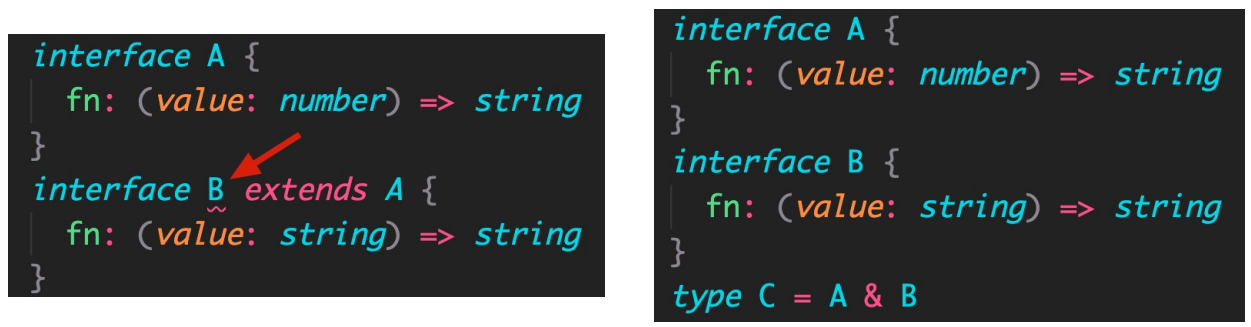 interface A {
  fn: (value: number) => string
}
interface B extends A {
  fn: (value: string) => string
}
interface A {
  fn: (value: number) => string
}
interface B {
  fn: (value: string) => string
}
type C = A & B